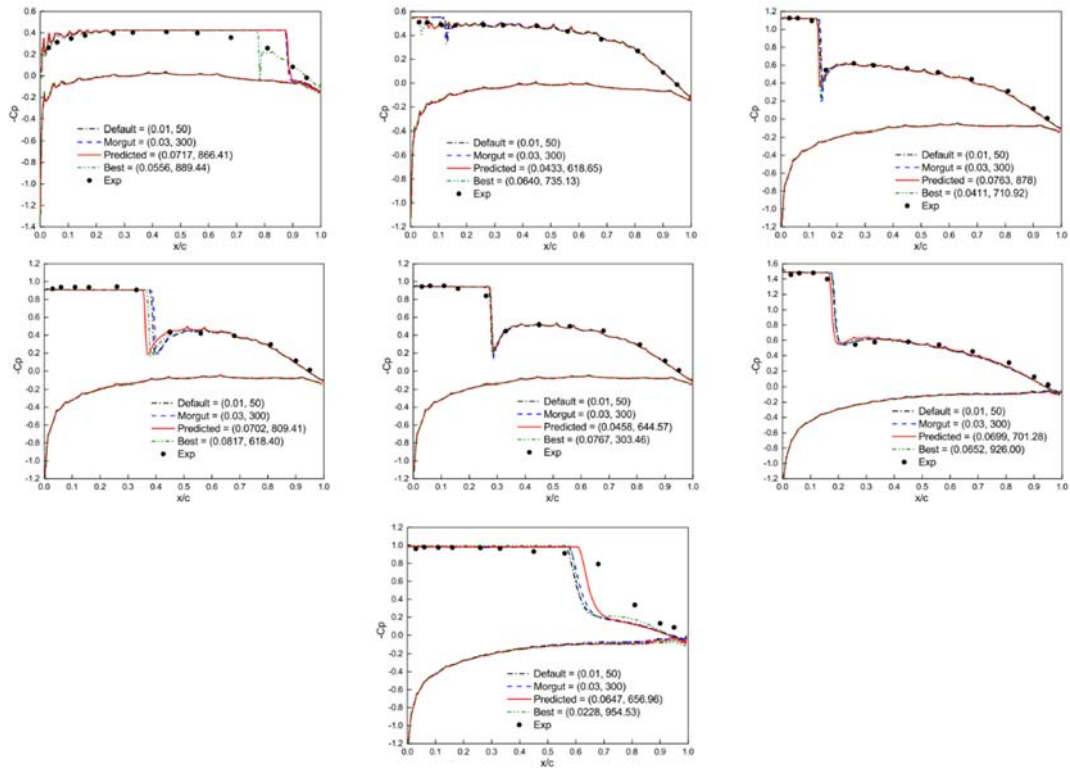 0.6
0.4
0.2
0.0
-0.2
-0.4
-0.6
-0.8
-1.0
-1.2
-1.4
-Cp
Default = (0.01, 50)
Morgut = (0.03, 300)
Predicted = (0.0717, 866.41)
Best = (0.0556, 889.44)
Exp
0.0 0.1 0.2 0.3 0.4 0.5 0.6 0.7 0.8 0.9 1.0
x/c
0.6
0.4
0.2
0.0
-0.2
-0.4
-0.6
-0.8
-1.0
-1.2
-Cp
Default = (0.01, 50)
Morgut = (0.03, 300)
Predicted = (0.0433, 618.65)
Best = (0.0640, 735.13)
Exp
0.0 0.1 0.2 0.3 0.4 0.5 0.6 0.7 0.8 0.9 1.0
x/c
1.2
1.0
0.8
0.6
0.4
0.2
0.0
-0.2
-0.4
-0.6
-0.8
-1.0
-1.2
-Cp
Default = (0.01, 50)
Morgut = (0.03, 300)
Predicted = (0.0763, 878)
Best = (0.0411, 710.92)
Exp
0.0 0.1 0.2 0.3 0.4 0.5 0.6 0.7 0.8 0.9 1.0
x/c
1.2
1.0
0.8
0.6
0.4
0.2
0.0
-0.2
-0.4
-0.6
-0.8
-1.0
-1.2
-Cp
Default = (0.01, 50)
Morgut = (0.03, 300)
Predicted = (0.0702, 809.41)
Best = (0.0817, 618.40)
Exp
0.0 0.1 0.2 0.3 0.4 0.5 0.6 0.7 0.8 0.9 1.0
x/c
1.2
1.0
0.8
0.6
0.4
0.2
0.0
-0.2
-0.4
-0.6
-0.8
-1.0
-1.2
-Cp
Default = (0.01, 50)
Morgut = (0.03, 300)
Predicted = (0.0458, 644.57)
Best = (0.0767, 303.46)
Exp
0.0 0.1 0.2 0.3 0.4 0.5 0.6 0.7 0.8 0.9 1.0
x/c
1.6
1.4
1.2
1.0
0.8
0.6
0.4
0.2
0.0
-0.2
-0.4
-0.6
-0.8
-1.0
-1.2
-Cp
Default = (0.01, 50)
Morgut = (0.03, 300)
Predicted = (0.0699, 701.28)
Best = (0.0652, 926.00)
Exp
0.0 0.1 0.2 0.3 0.4 0.5 0.6 0.7 0.8 0.9 1.0
x/c
1.2
1.0
0.8
0.6
0.4
0.2
0.0
-0.2
-0.4
-0.6
-0.8
-1.0
-1.2
-Cp
Default = (0.01, 50)
Morgut = (0.03, 300)
Predicted = (0.0647, 656.96)
Best = (0.0228, 954.53)
Exp
0.0 0.1 0.2 0.3 0.4 0.5 0.6 0.7 0.8 0.9 1.0
x/c